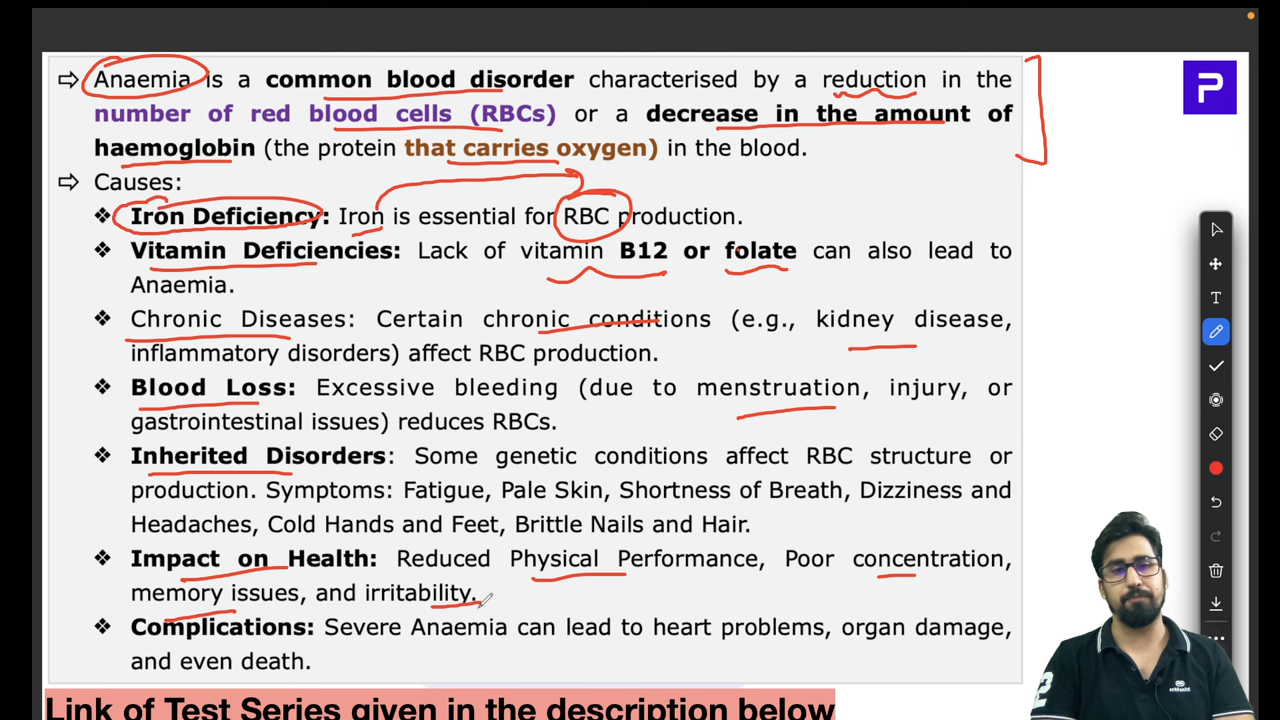 ⇨ Anaemia is a common blood disorder characterised by a reduction in the
number of red blood cells (RBCs) or a decrease in the amount of
haemoglobin (the protein that carries oxygen) in the blood.
⇨ Causes:
❖ Iron Deficiency: Iron is essential for RBC production.
❖ Vitamin Deficiencies: Lack of vitamin B12 or folate can also lead to
Anaemia.
❖ Chronic Diseases: Certain chronic conditions (e.g., kidney disease,
inflammatory disorders) affect RBC production.
❖ Blood Loss: Excessive bleeding (due to menstruation, injury, or
gastrointestinal issues) reduces RBCs.
❖ Inherited Disorders: Some genetic conditions affect RBC structure or
production. Symptoms: Fatigue, Pale Skin, Shortness of Breath, Dizziness and
Headaches, Cold Hands and Feet, Brittle Nails and Hair.
❖ Impact on Health: Reduced Physical Performance, Poor concentration,
memory issues, and irritability.
❖ Complications: Severe Anaemia can lead to heart problems, organ damage,
and even death.
Link of Test Series given in the description below
P
T
2